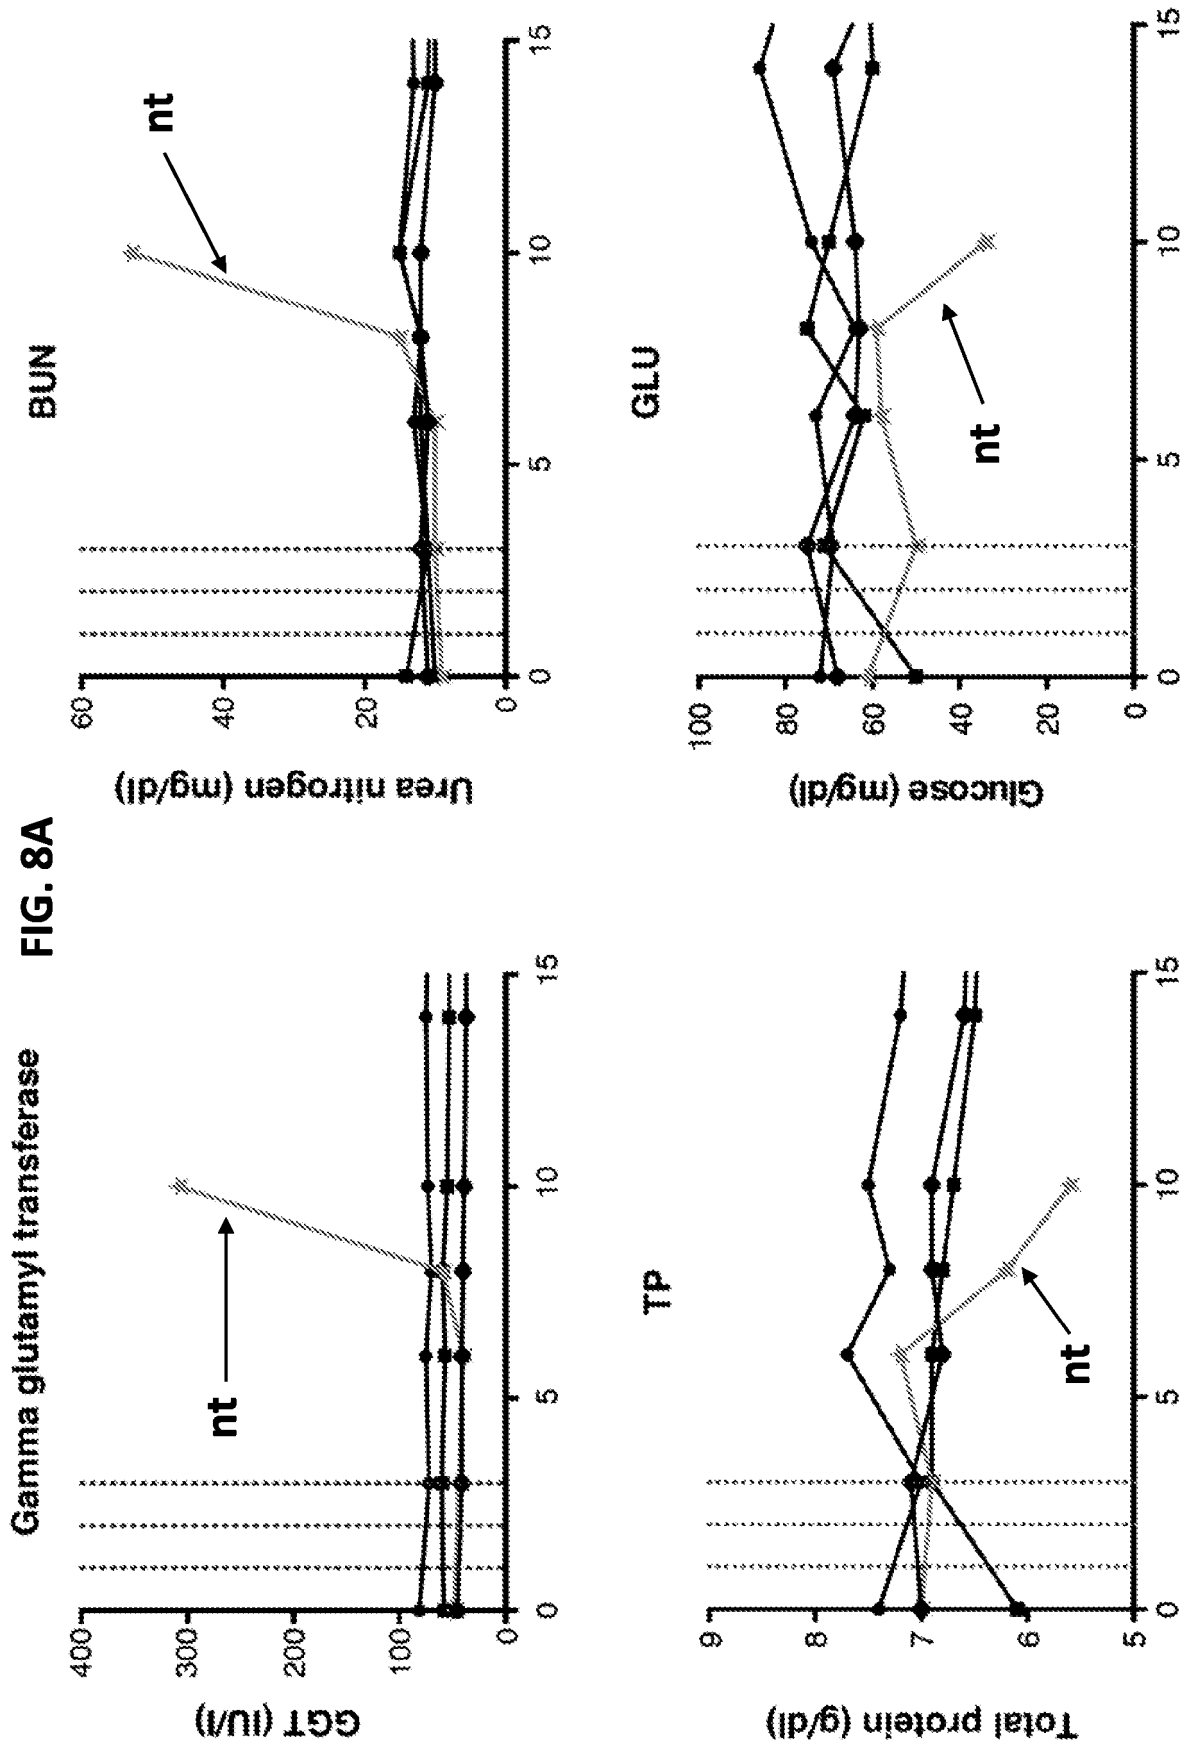 FIG. 8A
Gamma glutamyl transferase
GGT (IU/l)
400
300
200
100
0
0
5
10
15
nt
BUN
Urea nitrogen (mg/dl)
60
40
20
0
0
5
10
15
nt
TP
Total protein (g/dl)
9
8
7
6
5
0
5
10
15
nt
GLU
Glucose (mg/dl)
100
80
60
40
20
0
0
5
10
15
nt